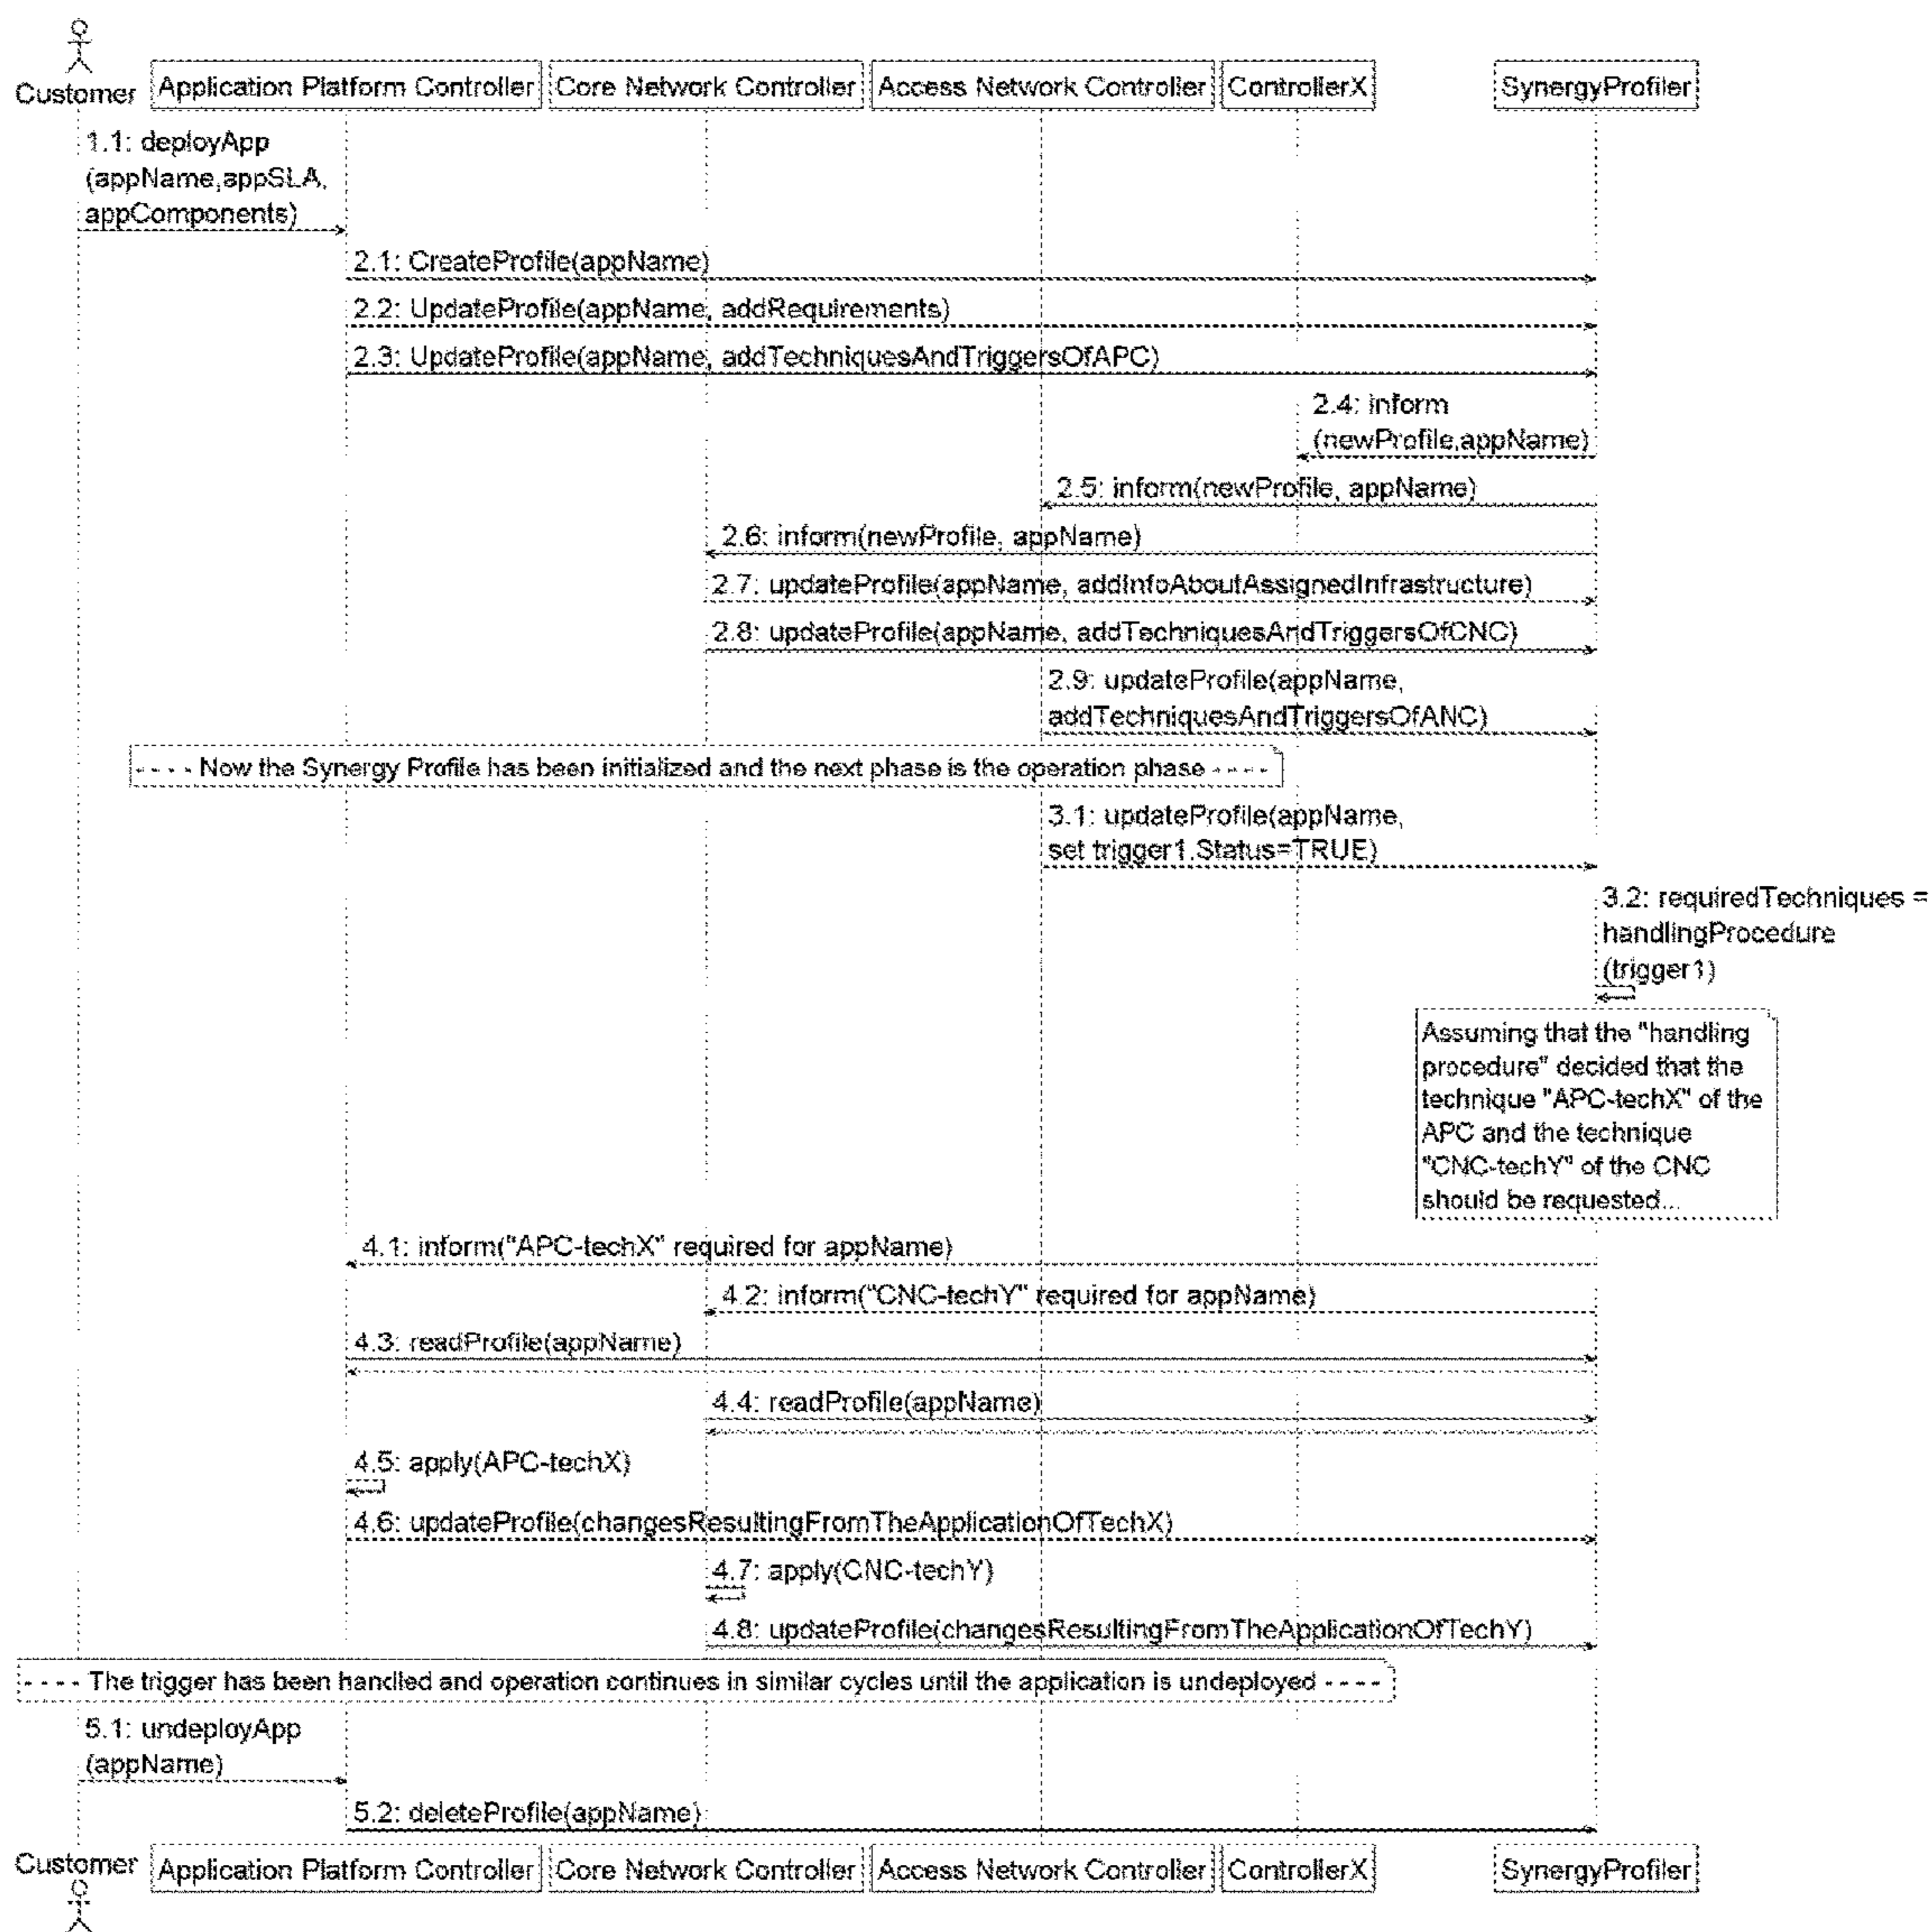 Customer
Application Platform Controller
Core Network Controller
Access Network Controller
ControllerX
SynergyProfiler
1.1: deployApp
(appName,appSLA,
appComponents)
2.1: CreateProfile(appName)
2.2: UpdateProfile(appName, addRequirements)
2.3: UpdateProfile(appName, addTechniquesAndTriggersOfAPC)
2.4: inform
(newProfile,appName)
2.5: inform(newProfile, appName)
2.6: inform(newProfile, appName)
2.7: updateProfile(appName, addInfoAboutAssignedInfrastructure)
2.8: updateProfile(appName, addTechniquesAndTriggersOfCNC)
2.9: updateProfile(appName,
addTechniquesAndTriggersOfANC)
- - - - Now the Synergy Profile has been initialized and the next phase is the operation phase - - - -
3.1: updateProfile(appName,
set trigger1.Status=TRUE)
3.2: requiredTechniques =
handlingProcedure
(trigger1)
Assuming that the "handling
procedure" decided that the
technique "APC-techX" of the
APC and the technique
"CNC-techY" of the CNC
should be requested...
4.1: inform("APC-techX" required for appName)
4.2: inform("CNC-techY" required for appName)
4.3: readProfile(appName)
4.4: readProfile(appName)
4.5: apply(APC-techX)
4.6: updateProfile(changesResultingFromTheApplicationOfTechX)
4.7: apply(CNC-techY)
4.8: updateProfile(changesResultingFromTheApplicationOfTechY)
- - - - The trigger has been handled and operation continues in similar cycles until the application is undeployed - - - -
5.1: undeployApp
(appName)
5.2: deleteProfile(appName)
Customer
Application Platform Controller
Core Network Controller
Access Network Controller
ControllerX
SynergyProfiler